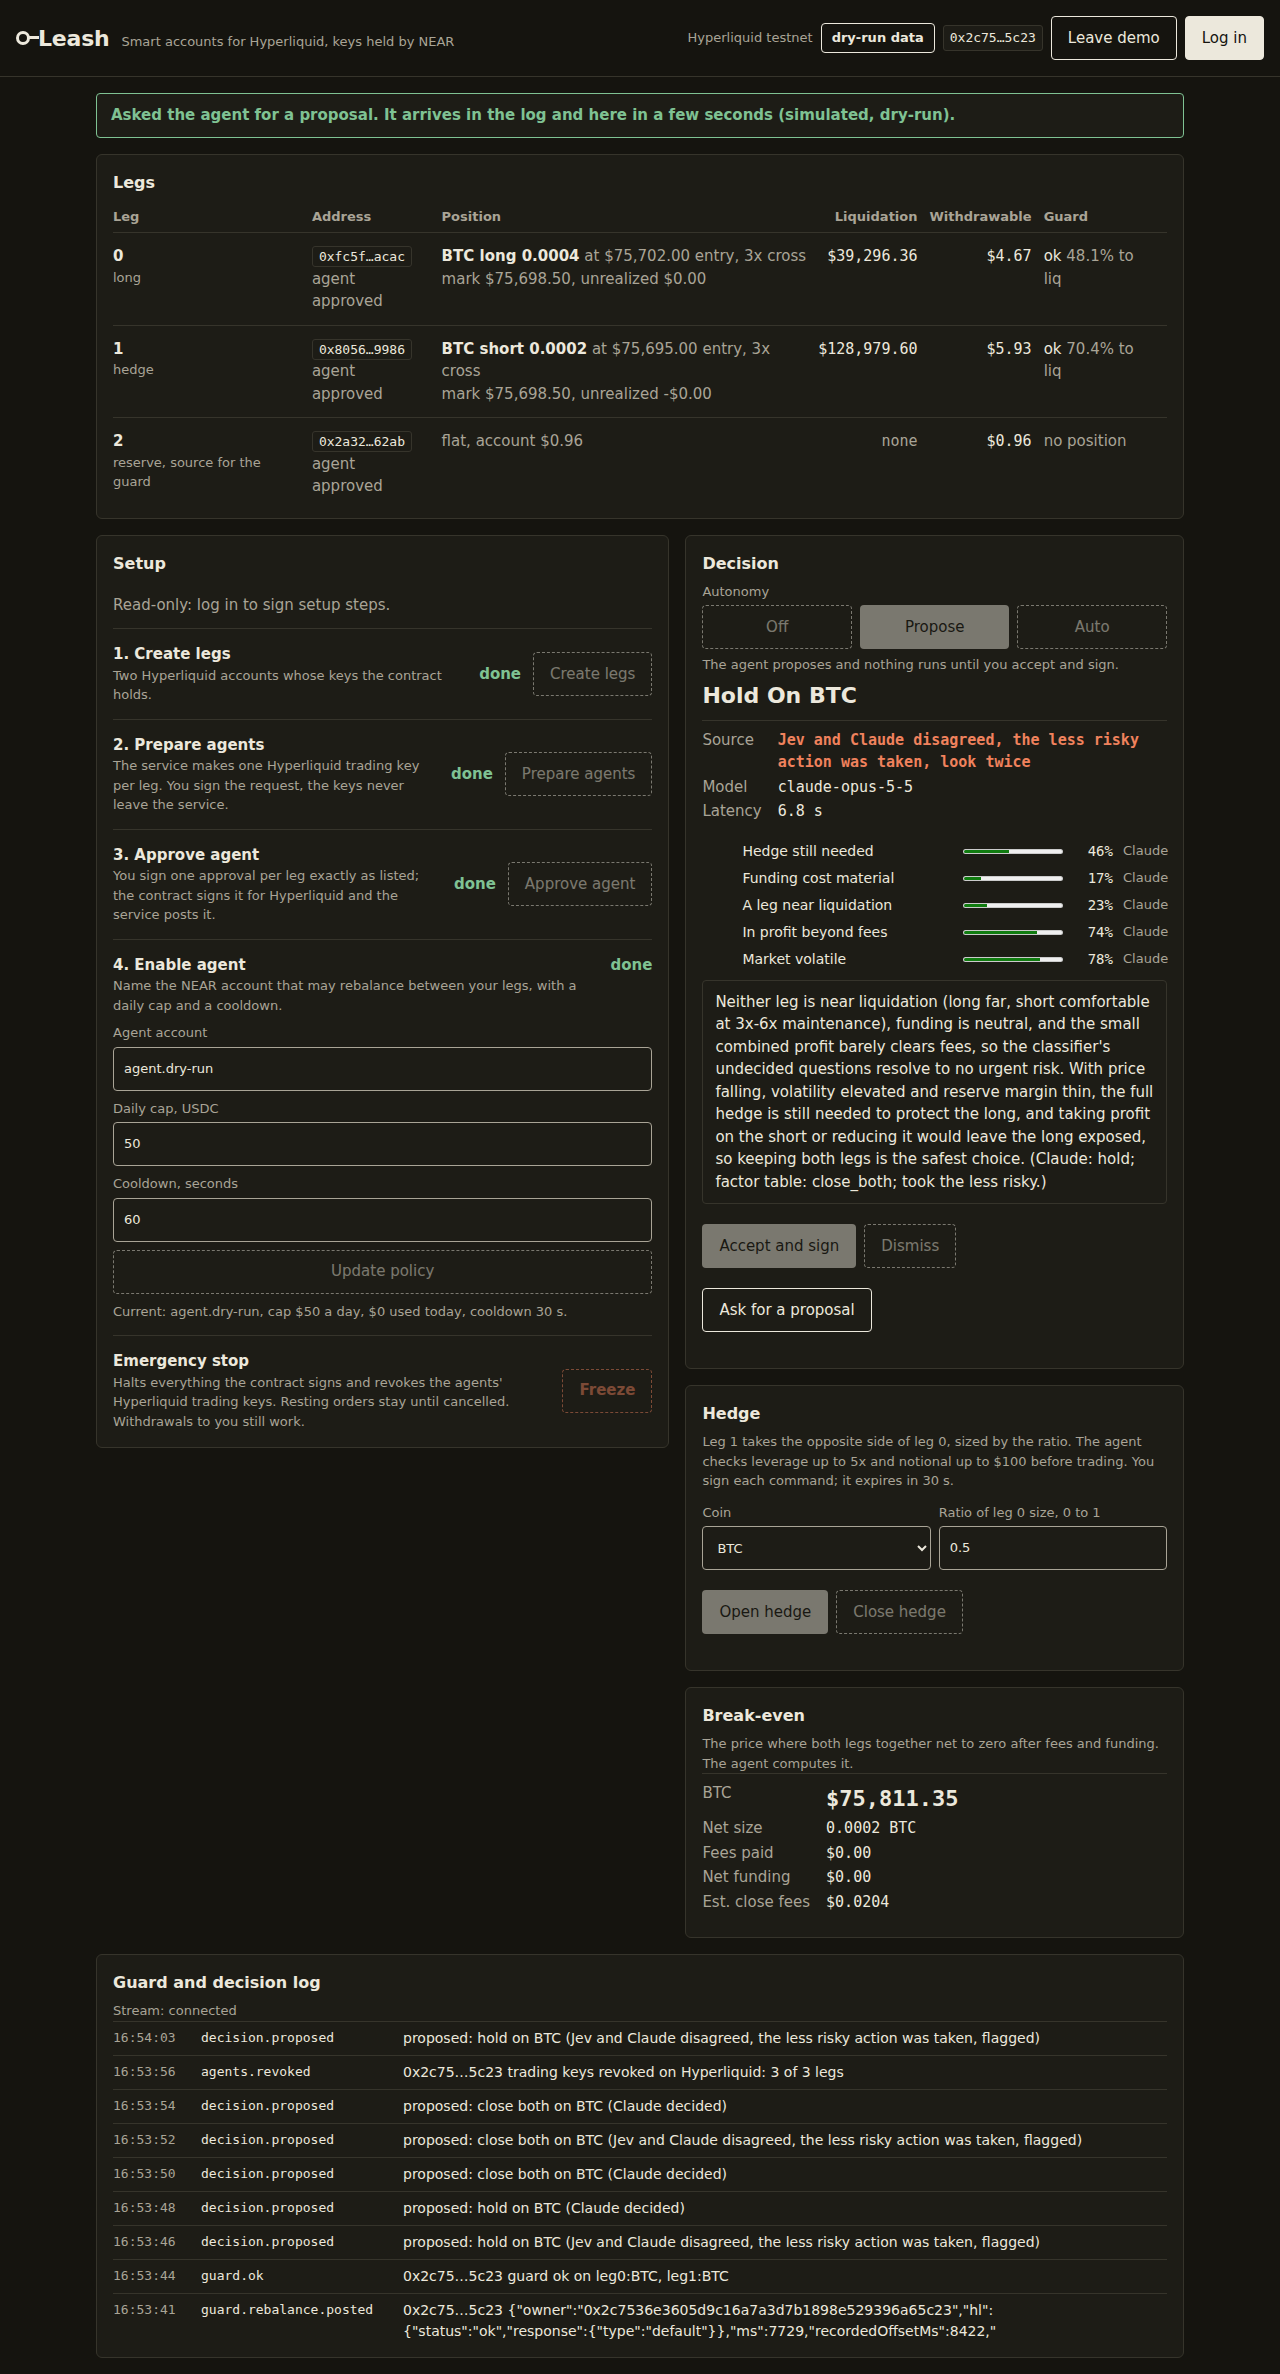 Leash Smart accounts for Hyperliquid, keys held by NEAR
Hyperliquid testnet dry-run data 0x2c75…5c23 Leave demo Log in
Asked the agent for a proposal. It arrives in the log and here in a few seconds (simulated, dry-run).
Legs
Leg Address Position Liquidation Withdrawable Guard
0 0xfc5f…acac BTC long 0.0004 at $75,702.00 entry, 3x cross $39,296.36 $4.67 ok 48.1% to
long agent mark $75,698.50, unrealized $0.00 liq
approved
1 0x8056…9986 BTC short 0.0002 at $75,695.00 entry, 3x $128,979.60 $5.93 ok 70.4% to
hedge agent cross liq
approved mark $75,698.50, unrealized -$0.00
2 0x2a32…62ab flat, account $0.96 none $0.96 no position
reserve, source for the agent
guard approved
Setup
Read-only: log in to sign setup steps.
1. Create legs
Two Hyperliquid accounts whose keys the contract
holds.
done Create legs
2. Prepare agents
The service makes one Hyperliquid trading key
per leg. You sign the request, the keys never
leave the service.
done Prepare agents
3. Approve agent
You sign one approval per leg exactly as listed;
the contract signs it for Hyperliquid and the
service posts it.
done Approve agent
4. Enable agent done
Name the NEAR account that may rebalance between your legs, with a
daily cap and a cooldown.
Agent account
agent.dry-run
Daily cap, USDC
50
Cooldown, seconds
60
Update policy
Current: agent.dry-run, cap $50 a day, $0 used today, cooldown 30 s.
Emergency stop
Halts everything the contract signs and revokes the agents'
Hyperliquid trading keys. Resting orders stay until cancelled.
Withdrawals to you still work.
Freeze
Decision
Autonomy
Off Propose Auto
The agent proposes and nothing runs until you accept and sign.
Hold On BTC
Source Jev and Claude disagreed, the less risky
action was taken, look twice
Model claude-opus-5-5
Latency 6.8 s
Hedge still needed 46% Claude
Funding cost material 17% Claude
A leg near liquidation 23% Claude
In profit beyond fees 74% Claude
Market volatile 78% Claude
Neither leg is near liquidation (long far, short comfortable
at 3x-6x maintenance), funding is neutral, and the small
combined profit barely clears fees, so the classifier's
undecided questions resolve to no urgent risk. With price
falling, volatility elevated and reserve margin thin, the full
hedge is still needed to protect the long, and taking profit
on the short or reducing it would leave the long exposed,
so keeping both legs is the safest choice. (Claude: hold;
factor table: close_both; took the less risky.)
Accept and sign Dismiss
Ask for a proposal
Hedge
Leg 1 takes the opposite side of leg 0, sized by the ratio. The agent
checks leverage up to 5x and notional up to $100 before trading. You
sign each command; it expires in 30 s.
Coin Ratio of leg 0 size, 0 to 1
BTC 0.5
Open hedge Close hedge
Break-even
The price where both legs together net to zero after fees and funding.
The agent computes it.
BTC $75,811.35
Net size 0.0002 BTC
Fees paid $0.00
Net funding $0.00
Est. close fees $0.0204
Guard and decision log
Stream: connected
16:54:03 decision.proposed proposed: hold on BTC (Jev and Claude disagreed, the less risky action was taken, flagged)
16:53:56 agents.revoked 0x2c75…5c23 trading keys revoked on Hyperliquid: 3 of 3 legs
16:53:54 decision.proposed proposed: close both on BTC (Claude decided)
16:53:52 decision.proposed proposed: close both on BTC (Jev and Claude disagreed, the less risky action was taken, flagged)
16:53:50 decision.proposed proposed: close both on BTC (Claude decided)
16:53:48 decision.proposed proposed: hold on BTC (Claude decided)
16:53:46 decision.proposed proposed: hold on BTC (Jev and Claude disagreed, the less risky action was taken, flagged)
16:53:44 guard.ok 0x2c75…5c23 guard ok on leg0:BTC, leg1:BTC
16:53:41 guard.rebalance.posted 0x2c75…5c23 {"owner":"0x2c7536e3605d9c16a7a3d7b1898e529396a65c23","hl":
{"status":"ok","response":{"type":"default"}},"ms":7729,"recordedOffsetMs":8422,"